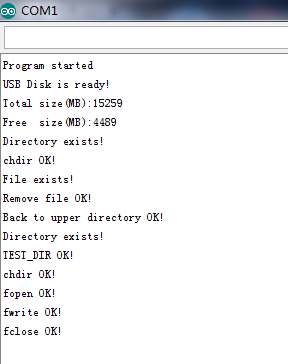 COM1
Program started
USB Disk is ready!
Total size(MB):15259
Free  size(MB):4489
Directory exists!
chdir OK!
File exists!
Remove file OK!
Back to upper directory OK!
Directory exists!
TEST_DIR OK!
chdir OK!
fopen OK!
fwrite OK!
fclose OK!